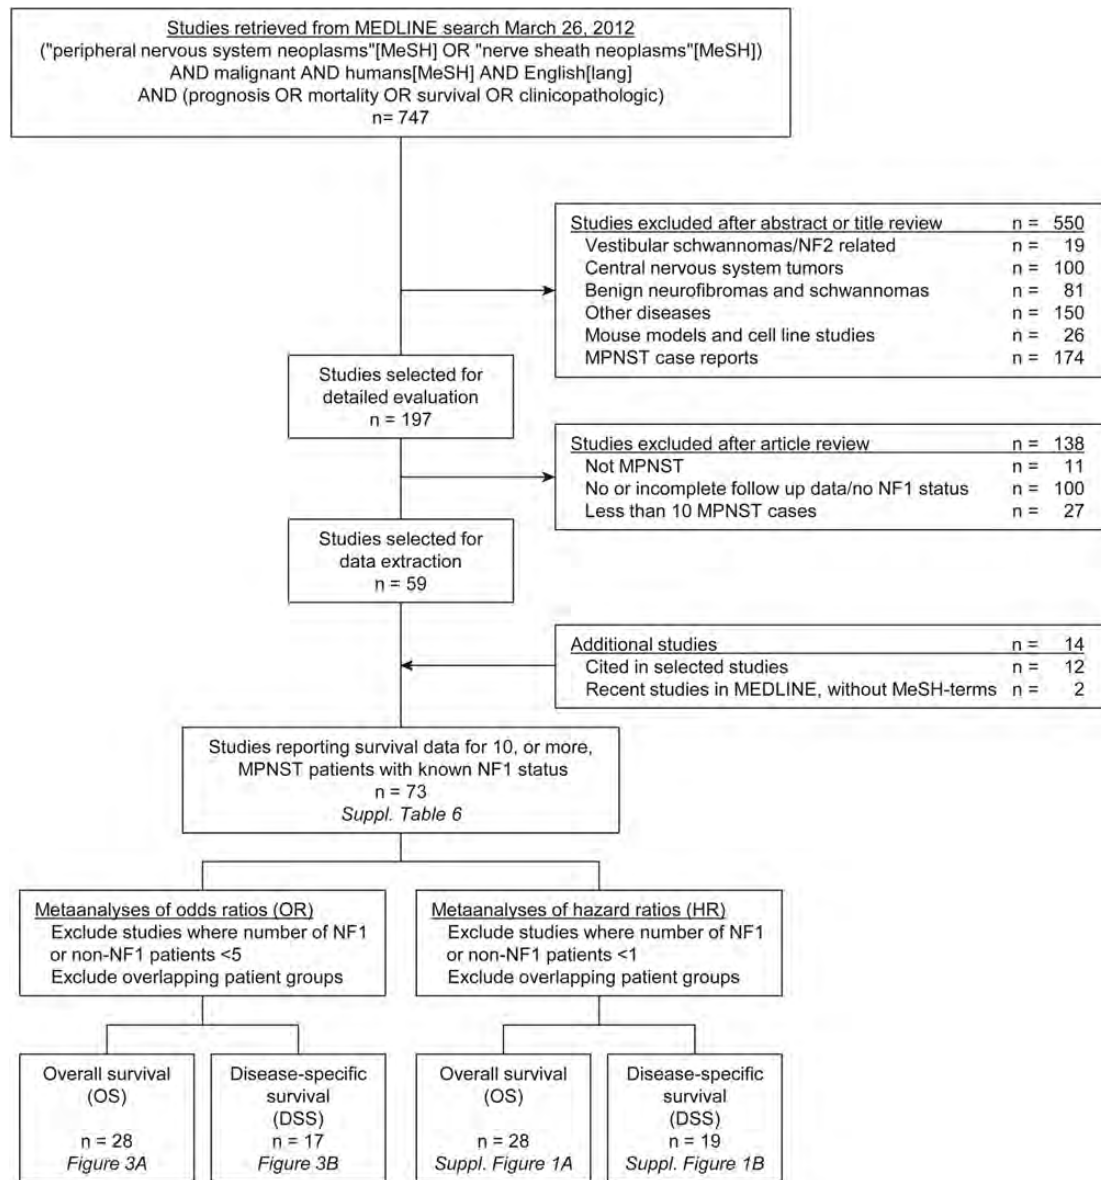 Studies retrieved from MEDLINE search March 26, 2012
("peripheral nervous system neoplasms"[MeSH] OR "nerve sheath neoplasms"[MeSH])
AND malignant AND humans[MeSH] AND English[lang]
AND (prognosis OR mortality OR survival OR clinicopathologic)
n= 747
Studies excluded after abstract or title review n = 550
Vestibular schwannomas/NF2 related n = 19
Central nervous system tumors n = 100
Benign neurofibromas and schwannomas n = 81
Other diseases n = 150
Mouse models and cell line studies n = 26
MPNST case reports n = 174
Studies selected for
detailed evaluation
n = 197
Studies excluded after article review n = 138
Not MPNST n = 11
No or incomplete follow up data/no NF1 status n = 100
Less than 10 MPNST cases n = 27
Studies selected for
data extraction
n = 59
Additional studies n = 14
Cited in selected studies n = 12
Recent studies in MEDLINE, without MeSH-terms n = 2
Studies reporting survival data for 10, or more,
MPNST patients with known NF1 status
n = 73
Suppl. Table 6
Metaanalyses of odds ratios (OR)
Exclude studies where number of NF1
or non-NF1 patients <5
Exclude overlapping patient groups
Metaanalyses of hazard ratios (HR)
Exclude studies where number of NF1
or non-NF1 patients <1
Exclude overlapping patient groups
Overall survival
(OS)
n = 28
Figure 3A
Disease-specific
survival
(DSS)
n = 17
Figure 3B
Overall survival
(OS)
n = 28
Suppl. Figure 1A
Disease-specific
survival
(DSS)
n = 19
Suppl. Figure 1B